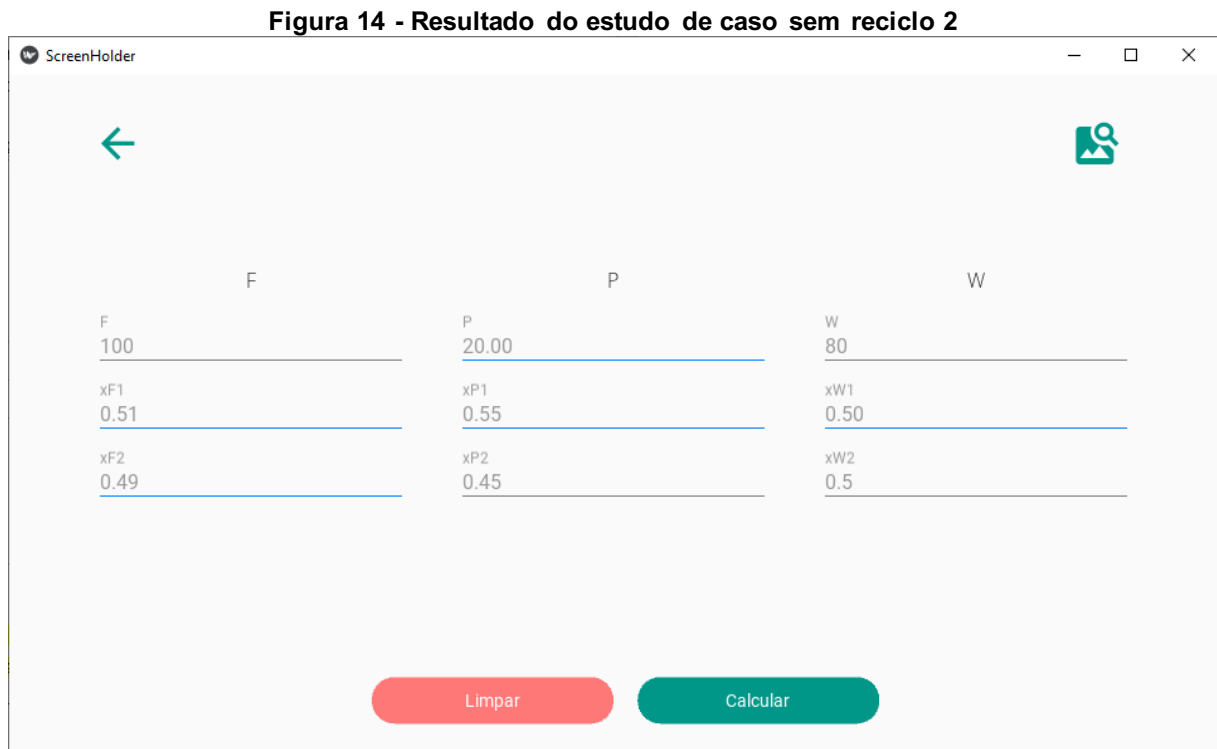 Figura 14 - Resultado do estudo de caso sem reciclo 2
ScreenHolder
F P W
F P W
100 20.00 80
xF1 xP1 xW1
0.51 0.55 0.50
xF2 xP2 xW2
0.49 0.45 0.5
Limpar Calcular